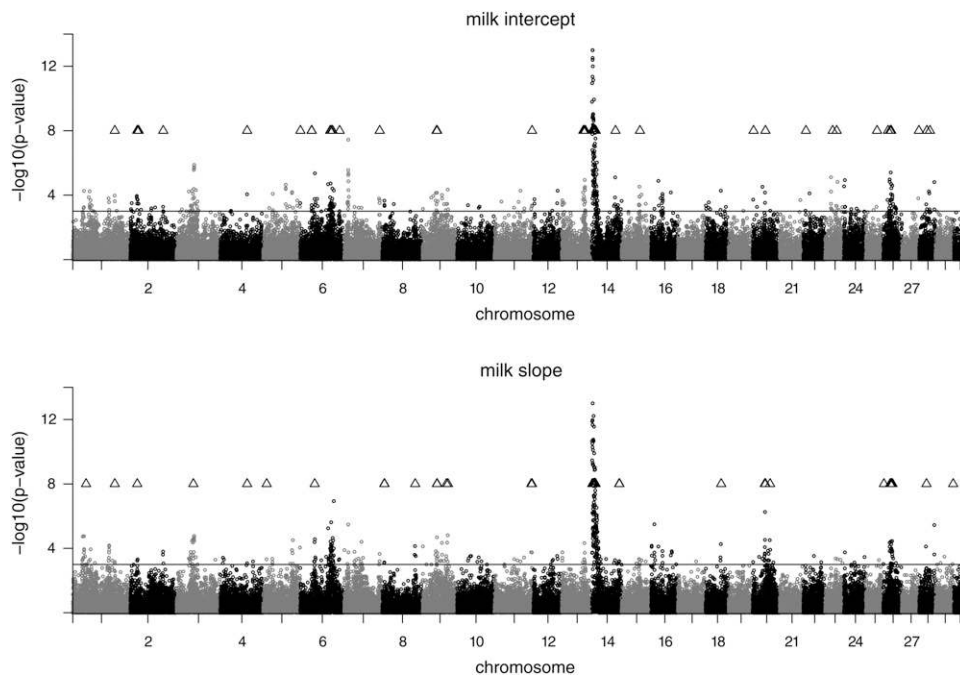 milk intercept
12
8
4
−log10(p−value)
2 4 6 8 10 12 14 16 18 21 24 27
chromosome
milk slope
12
8
4
−log10(p−value)
2 4 6 8 10 12 14 16 18 21 24 27
chromosome